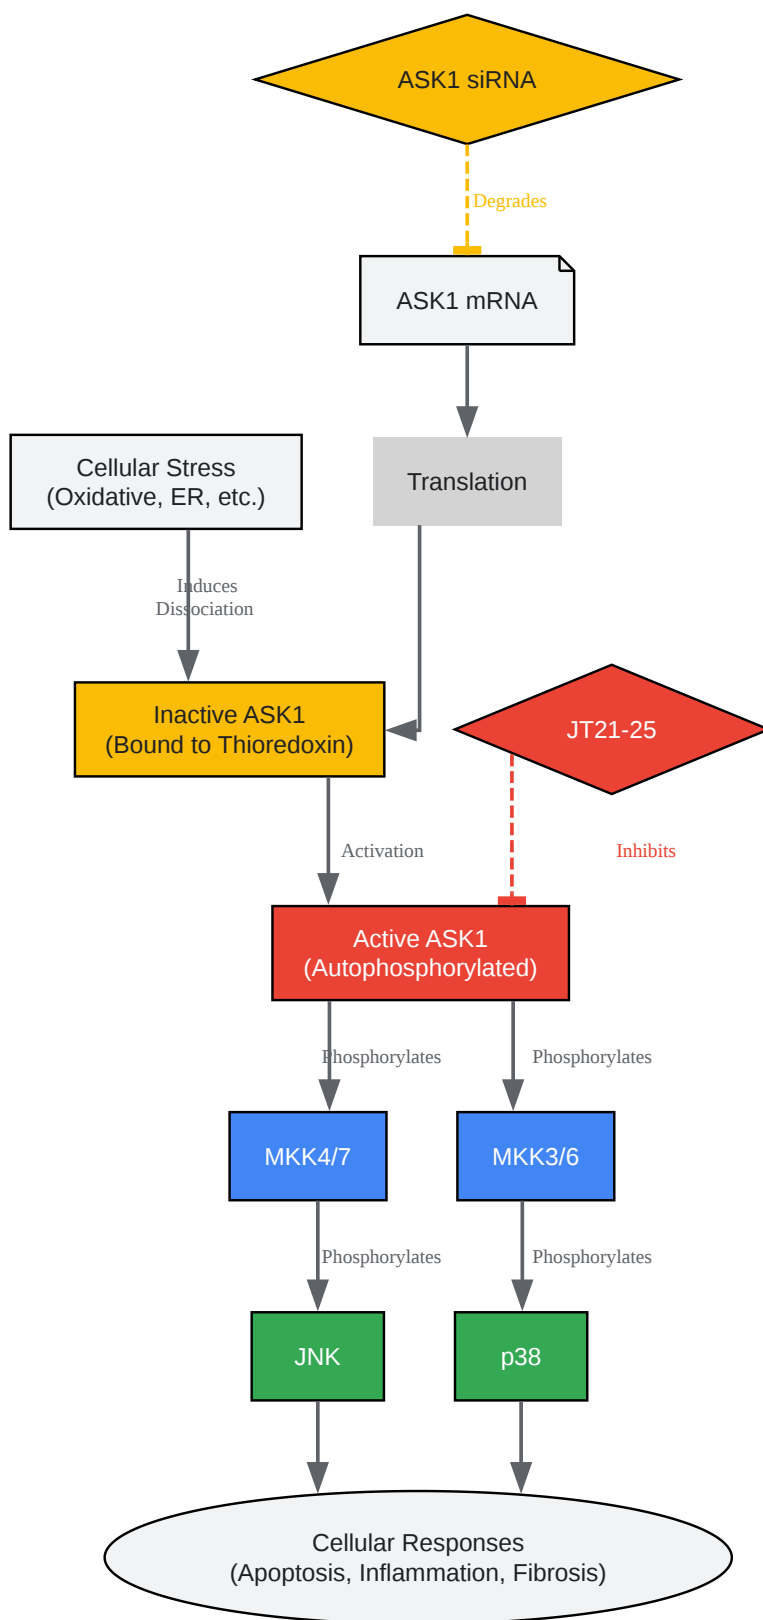 ASK1 siRNA
Degrades
ASK1 mRNA
Cellular Stress
(Oxidative, ER, etc.)
Translation
Induces
Dissociation
Inactive ASK1
(Bound to Thioredoxin)
JT21-25
Activation
Inhibits
Active ASK1
(Autophosphorylated)
Phosphorylates
Phosphorylates
MKK4/7
MKK3/6
Phosphorylates
Phosphorylates
JNK
p38
Cellular Responses
(Apoptosis, Inflammation, Fibrosis)